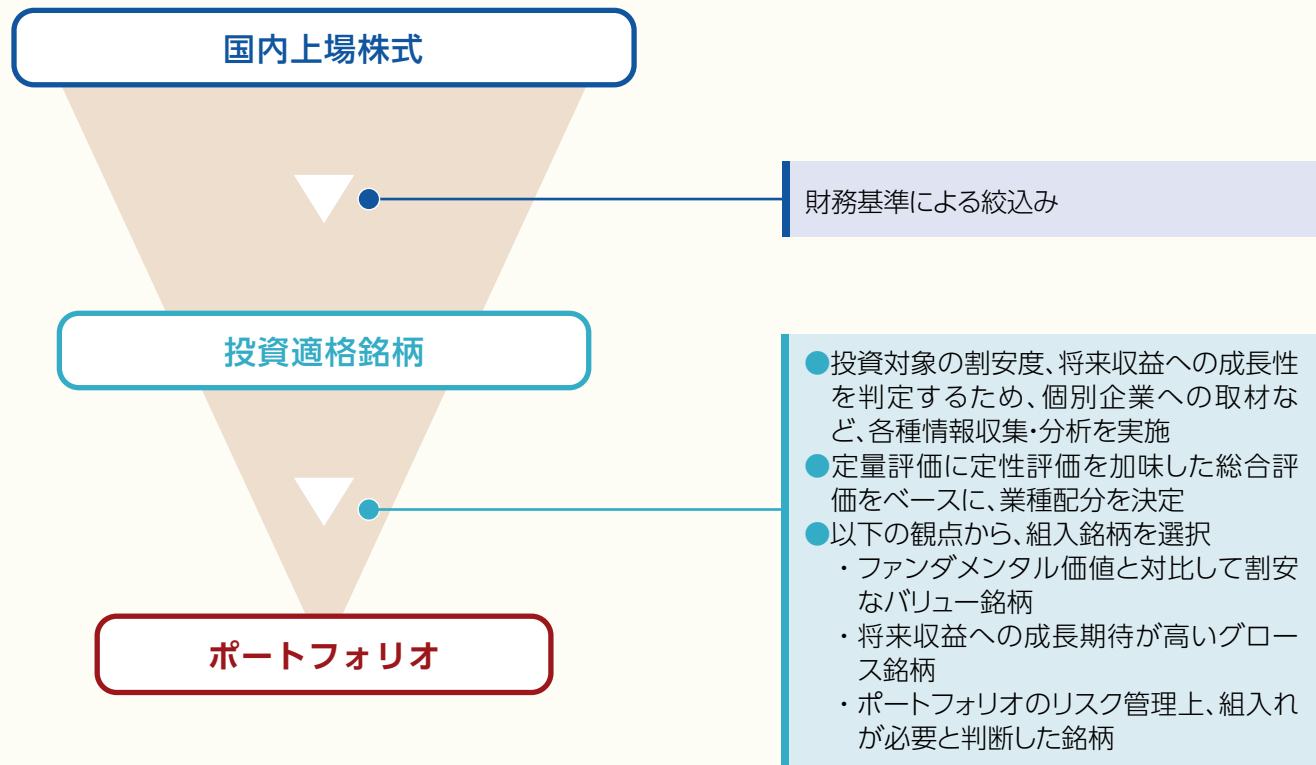 国内上場株式
財務基準による絞込み
投資適格銘柄
●投資対象の割安度、将来収益への成長性
を判定するため、個別企業への取材な
ど、各種情報収集・分析を実施
●定量評価に定性評価を加味した総合評
価をベースに、業種配分を決定
●以下の観点から、組入銘柄を選択
・ファンダメンタル価値と対比して割安
なバリュー銘柄
・将来収益への成長期待が高いグロー
ス銘柄
・ポートフォリオのリスク管理上、組入れ
が必要と判断した銘柄
ポートフォリオ